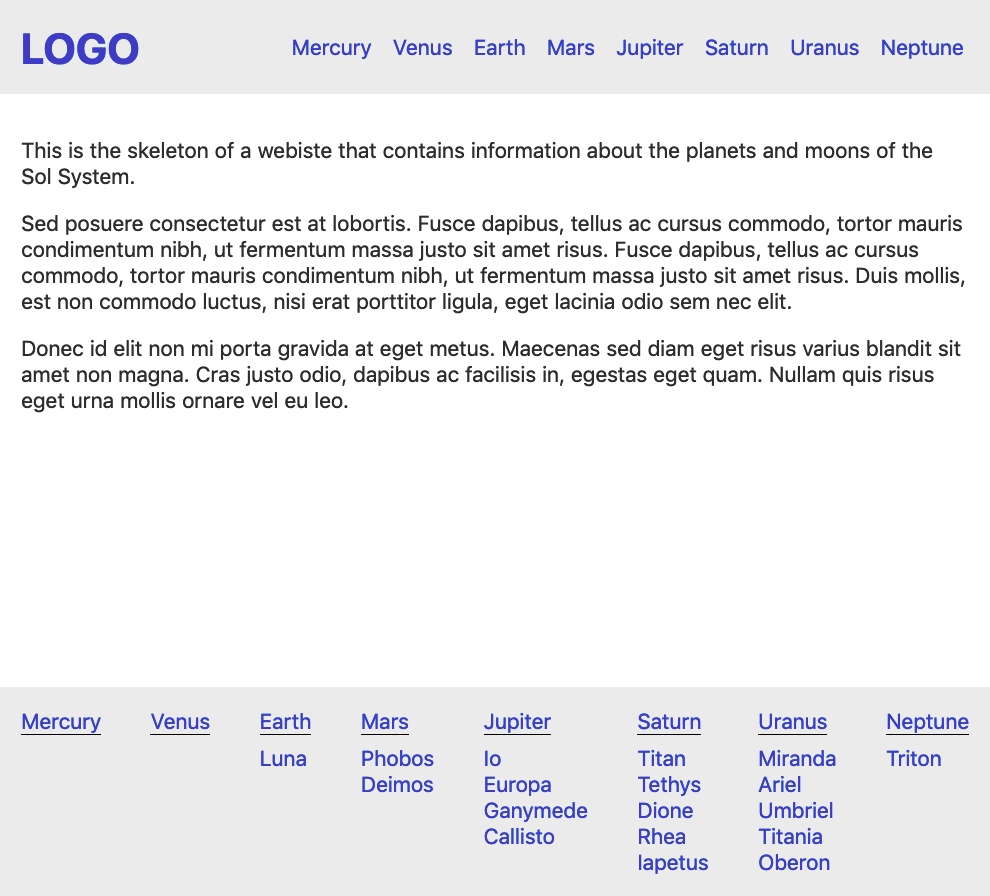 LOGO
Mercury Venus Earth Mars Jupiter Saturn Uranus Neptune
This is the skeleton of a webiste that contains information about the planets and moons of the
Sol System.
Sed posuere consectetur est at lobortis. Fusce dapibus, tellus ac cursus commodo, tortor mauris
condimentum nibh, ut fermentum massa justo sit amet risus. Fusce dapibus, tellus ac cursus
commodo, tortor mauris condimentum nibh, ut fermentum massa justo sit amet risus. Duis mollis,
est non commodo luctus, nisi erat porttitor ligula, eget lacinia odio sem nec elit.
Donec id elit non mi porta gravida at eget metus. Maecenas sed diam eget risus varius blandit sit
amet non magna. Cras justo odio, dapibus ac facilisis in, egestas eget quam. Nullam quis risus
eget urna mollis ornare vel eu leo.
Mercury
Venus
Earth
Luna
Mars
Phobos
Deimos
Jupiter
Io
Europa
Ganymede
Callisto
Saturn
Titan
Tethys
Dione
Rhea
Iapetus
Uranus
Miranda
Ariel
Umbriel
Titania
Oberon
Neptune
Triton